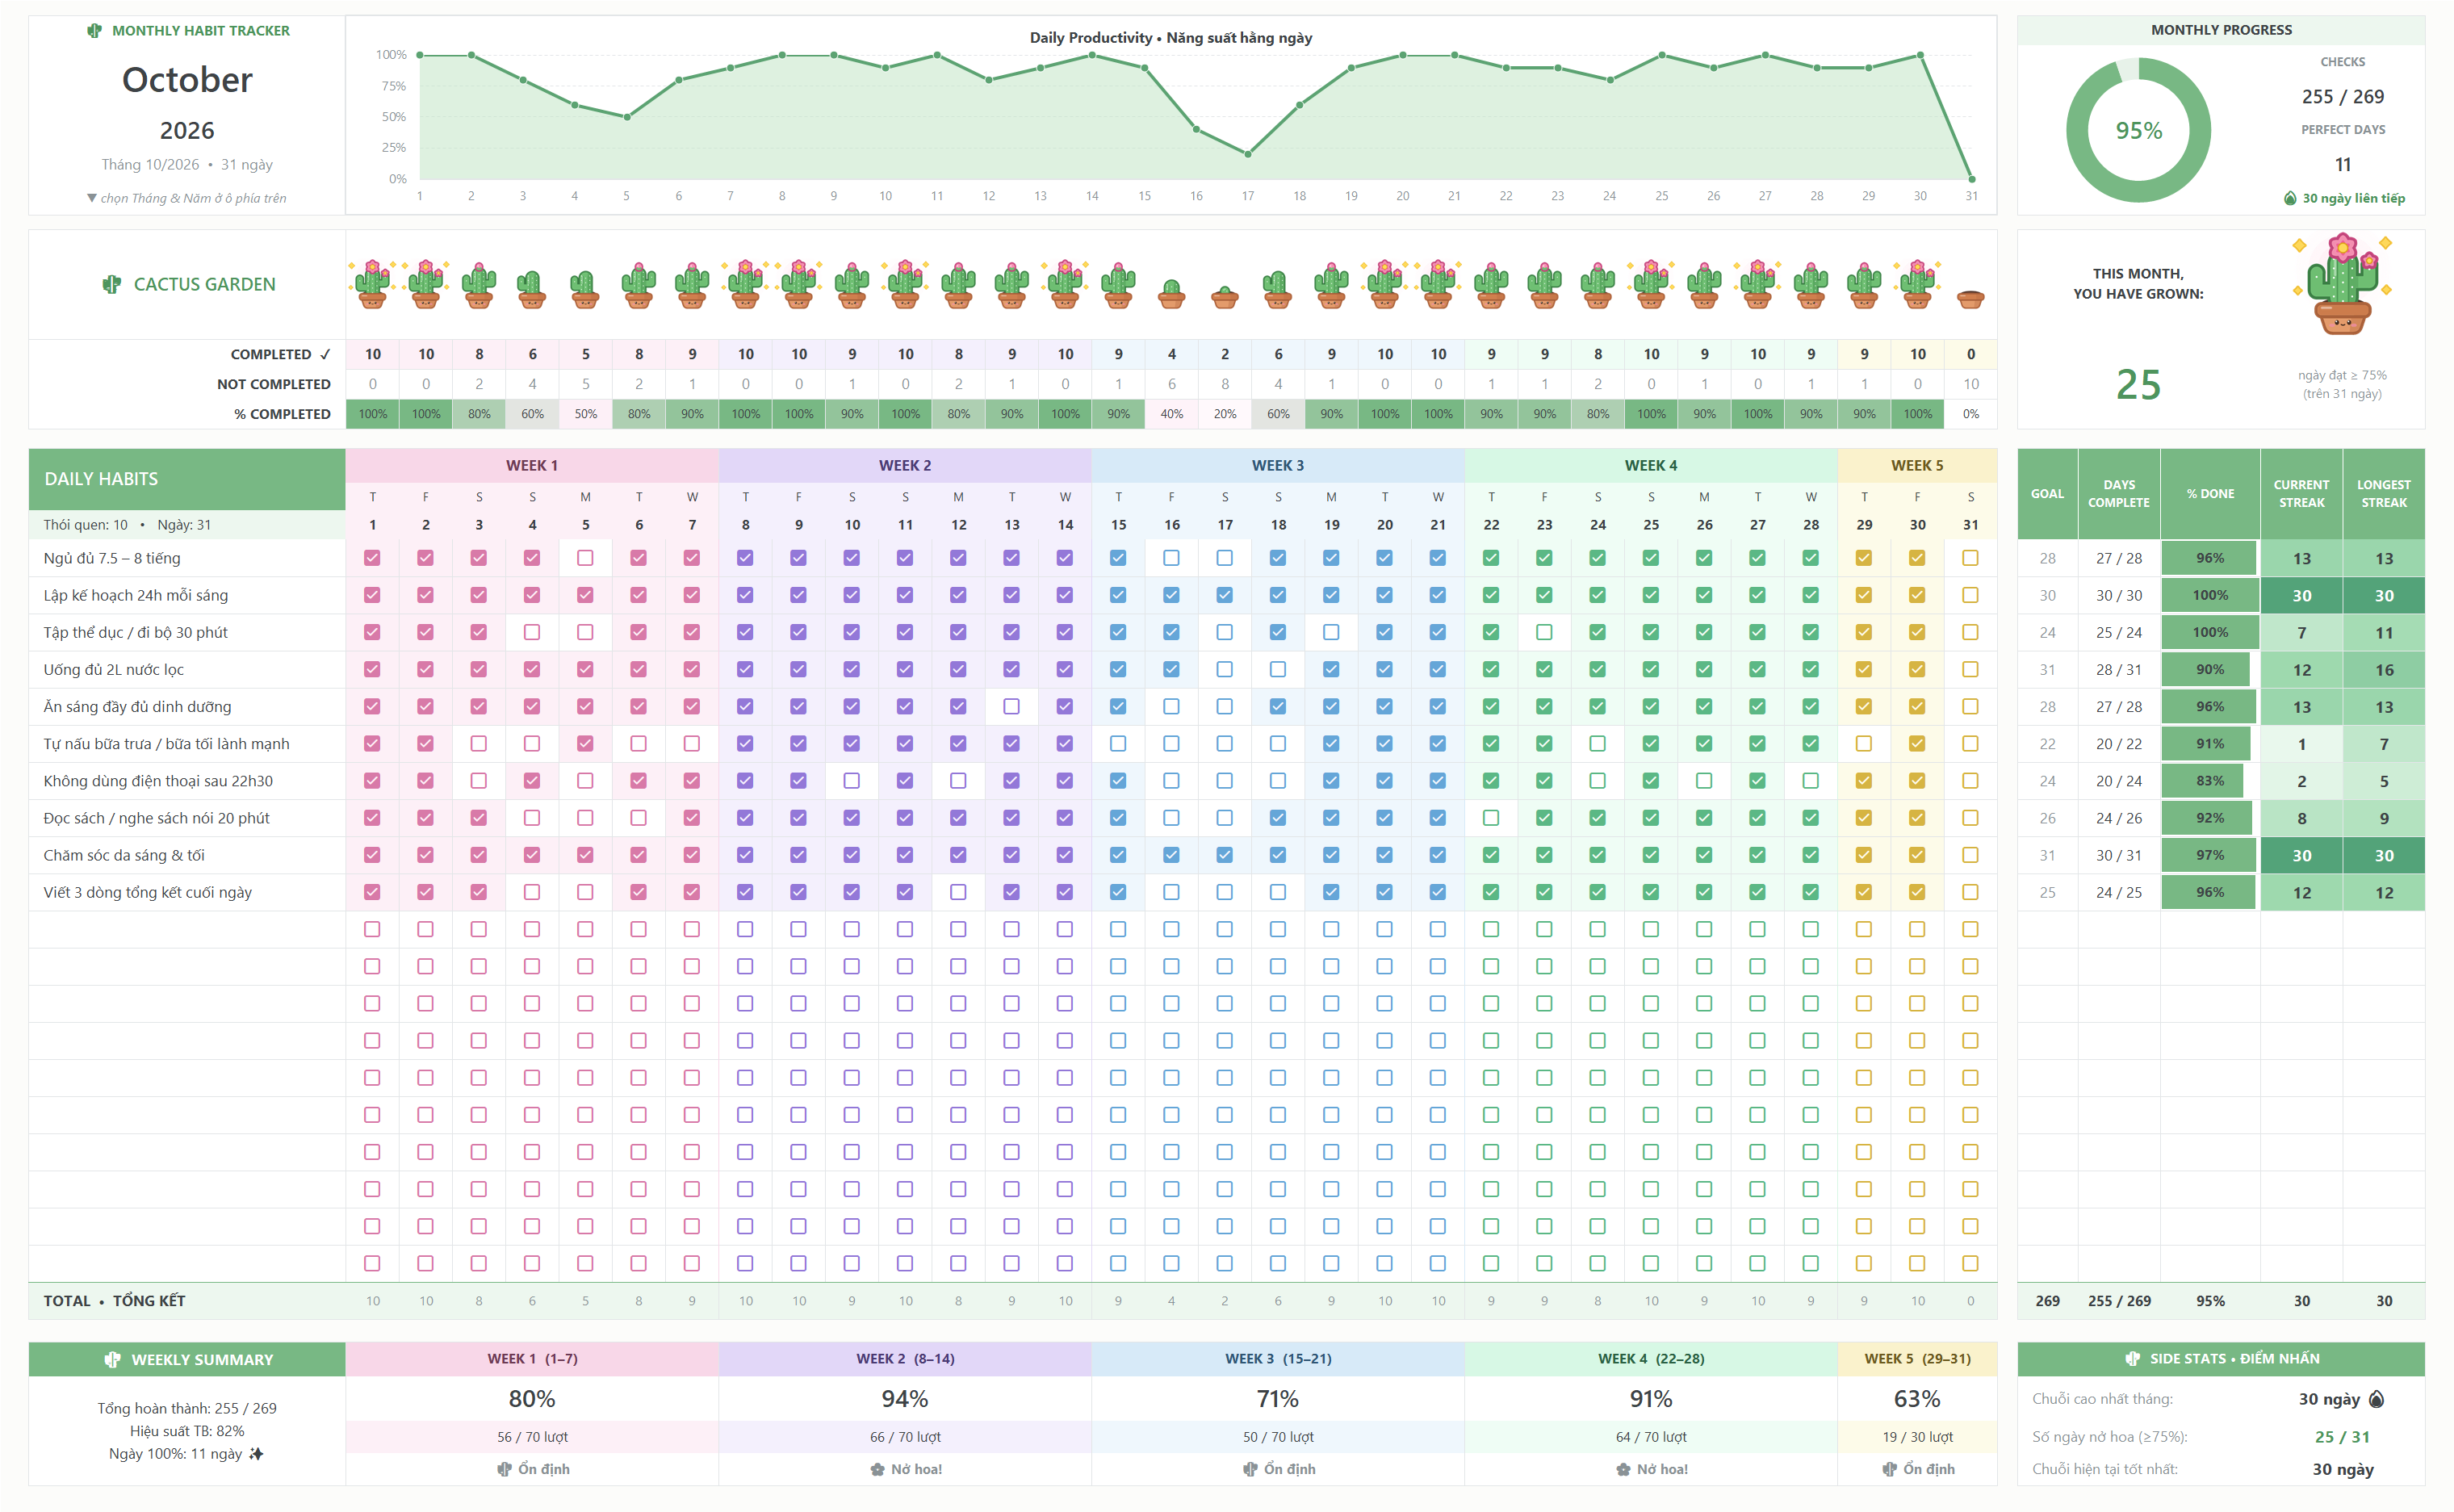 MONTHLY HABIT TRACKER
October
2026
Tháng 10/2026 • 31 ngày
▼ chọn Tháng & Năm ở ô phía trên
Daily Productivity • Năng suất hằng ngày
100%
75%
50%
25%
0%
1 2 3 4 5 6 7 8 9 10 11 12 13 14 15 16 17 18 19 20 21 22 23 24 25 26 27 28 29 30 31
MONTHLY PROGRESS
95%
CHECKS
255 / 269
PERFECT DAYS
11
30 ngày liên tiếp
CACTUS GARDEN
THIS MONTH,
YOU HAVE GROWN:
25
ngày đạt ≥ 75%
(trên 31 ngày)
COMPLETED ✓ 10 10 8 6 5 8 9 10 10 9 10 8 9 10 9 4 2 6 9 10 10 9 9 8 10 9 10 9 9 10 0
NOT COMPLETED 0 0 2 4 5 2 1 0 0 1 0 2 1 0 1 6 8 4 1 0 0 1 1 2 0 1 0 1 1 0 10
% COMPLETED 100% 100% 80% 60% 50% 80% 90% 100% 100% 90% 100% 80% 90% 100% 90% 40% 20% 60% 90% 100% 100% 90% 90% 80% 100% 90% 100% 90% 90% 100% 0%
DAILY HABITS
WEEK 1 WEEK 2 WEEK 3 WEEK 4 WEEK 5
T F S S M T W T F S S M T W T F S S M T W T F S S M T W T F S
Thói quen: 10 • Ngày: 31
1 2 3 4 5 6 7 8 9 10 11 12 13 14 15 16 17 18 19 20 21 22 23 24 25 26 27 28 29 30 31
GOAL DAYS COMPLETE % DONE CURRENT STREAK LONGEST STREAK
Ngủ đủ 7.5 – 8 tiếng 28 27 / 28 96% 13 13
Lập kế hoạch 24h mỗi sáng 30 30 / 30 100% 30 30
Tập thể dục / đi bộ 30 phút 24 25 / 24 100% 7 11
Uống đủ 2L nước lọc 31 28 / 31 90% 12 16
Ăn sáng đầy đủ dinh dưỡng 28 27 / 28 96% 13 13
Tự nấu bữa trưa / bữa tối lành mạnh 22 20 / 22 91% 1 7
Không dùng điện thoại sau 22h30 24 20 / 24 83% 2 5
Đọc sách / nghe sách nói 20 phút 26 24 / 26 92% 8 9
Chăm sóc da sáng & tối 31 30 / 31 97% 30 30
Viết 3 dòng tổng kết cuối ngày 25 24 / 25 96% 12 12
TOTAL • TỔNG KẾT 10 10 8 6 5 8 9 10 10 9 10 8 9 10 9 4 2 6 9 10 10 9 9 8 10 9 10 9 9 10 0 269 255 / 269 95% 30 30
WEEKLY SUMMARY
Tổng hoàn thành: 255 / 269
Hiệu suất TB: 82%
Ngày 100%: 11 ngày
WEEK 1 (1–7) WEEK 2 (8–14) WEEK 3 (15–21) WEEK 4 (22–28) WEEK 5 (29–31)
80% 94% 71% 91% 63%
56 / 70 lượt 66 / 70 lượt 50 / 70 lượt 64 / 70 lượt 19 / 30 lượt
Ổn định Nở hoa! Ổn định Nở hoa! Ổn định
SIDE STATS • ĐIỂM NHẤN
Chuỗi cao nhất tháng: 30 ngày
Số ngày nở hoa (≥75%): 25 / 31
Chuỗi hiện tại tốt nhất: 30 ngày